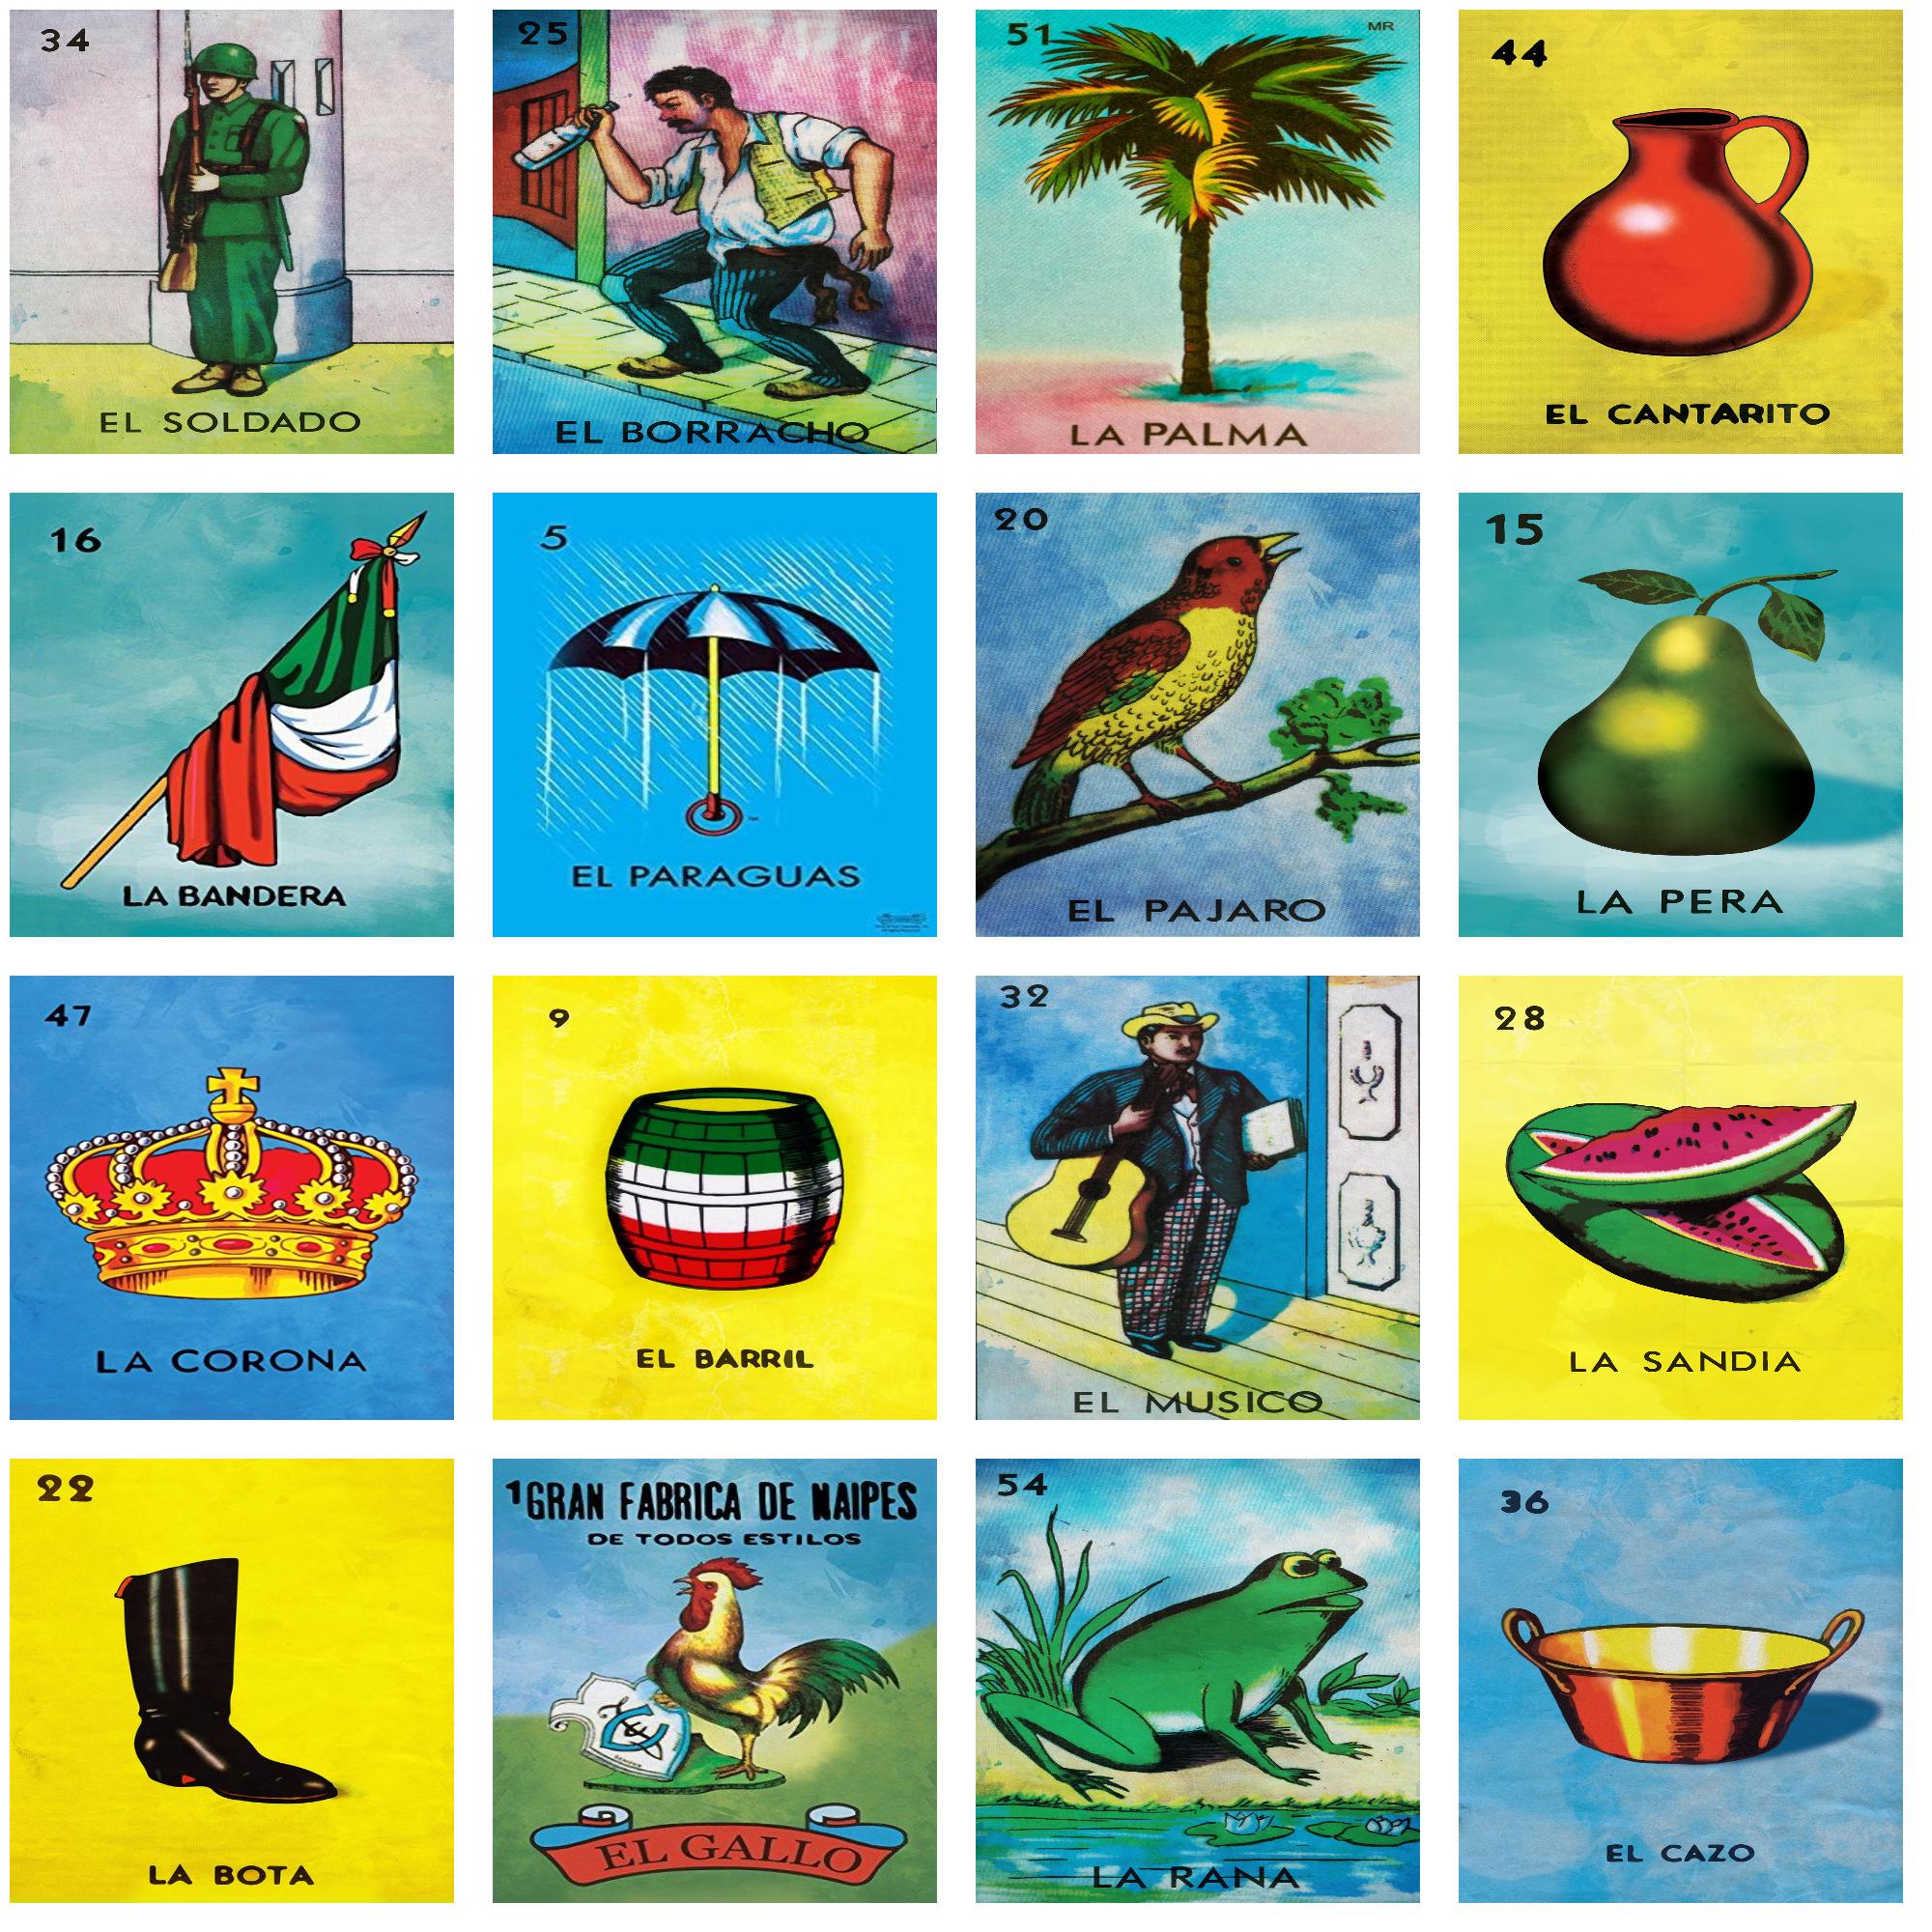 34
EL SOLDADO
25
EL BORRACHO
51
MR
LA PALMA
44
EL CANTARITO
16
LA BANDERA
5
EL PARAGUAS
20
EL PAJARO
15
LA PERA
47
LA CORONA
9
EL BARRIL
32
EL MUSICO
28
LA SANDIA
22
LA BOTA
1 GRAN FABRICA DE NAIPES
DE TODOS ESTILOS
EL GALLO
54
LA RANA
36
EL CAZO